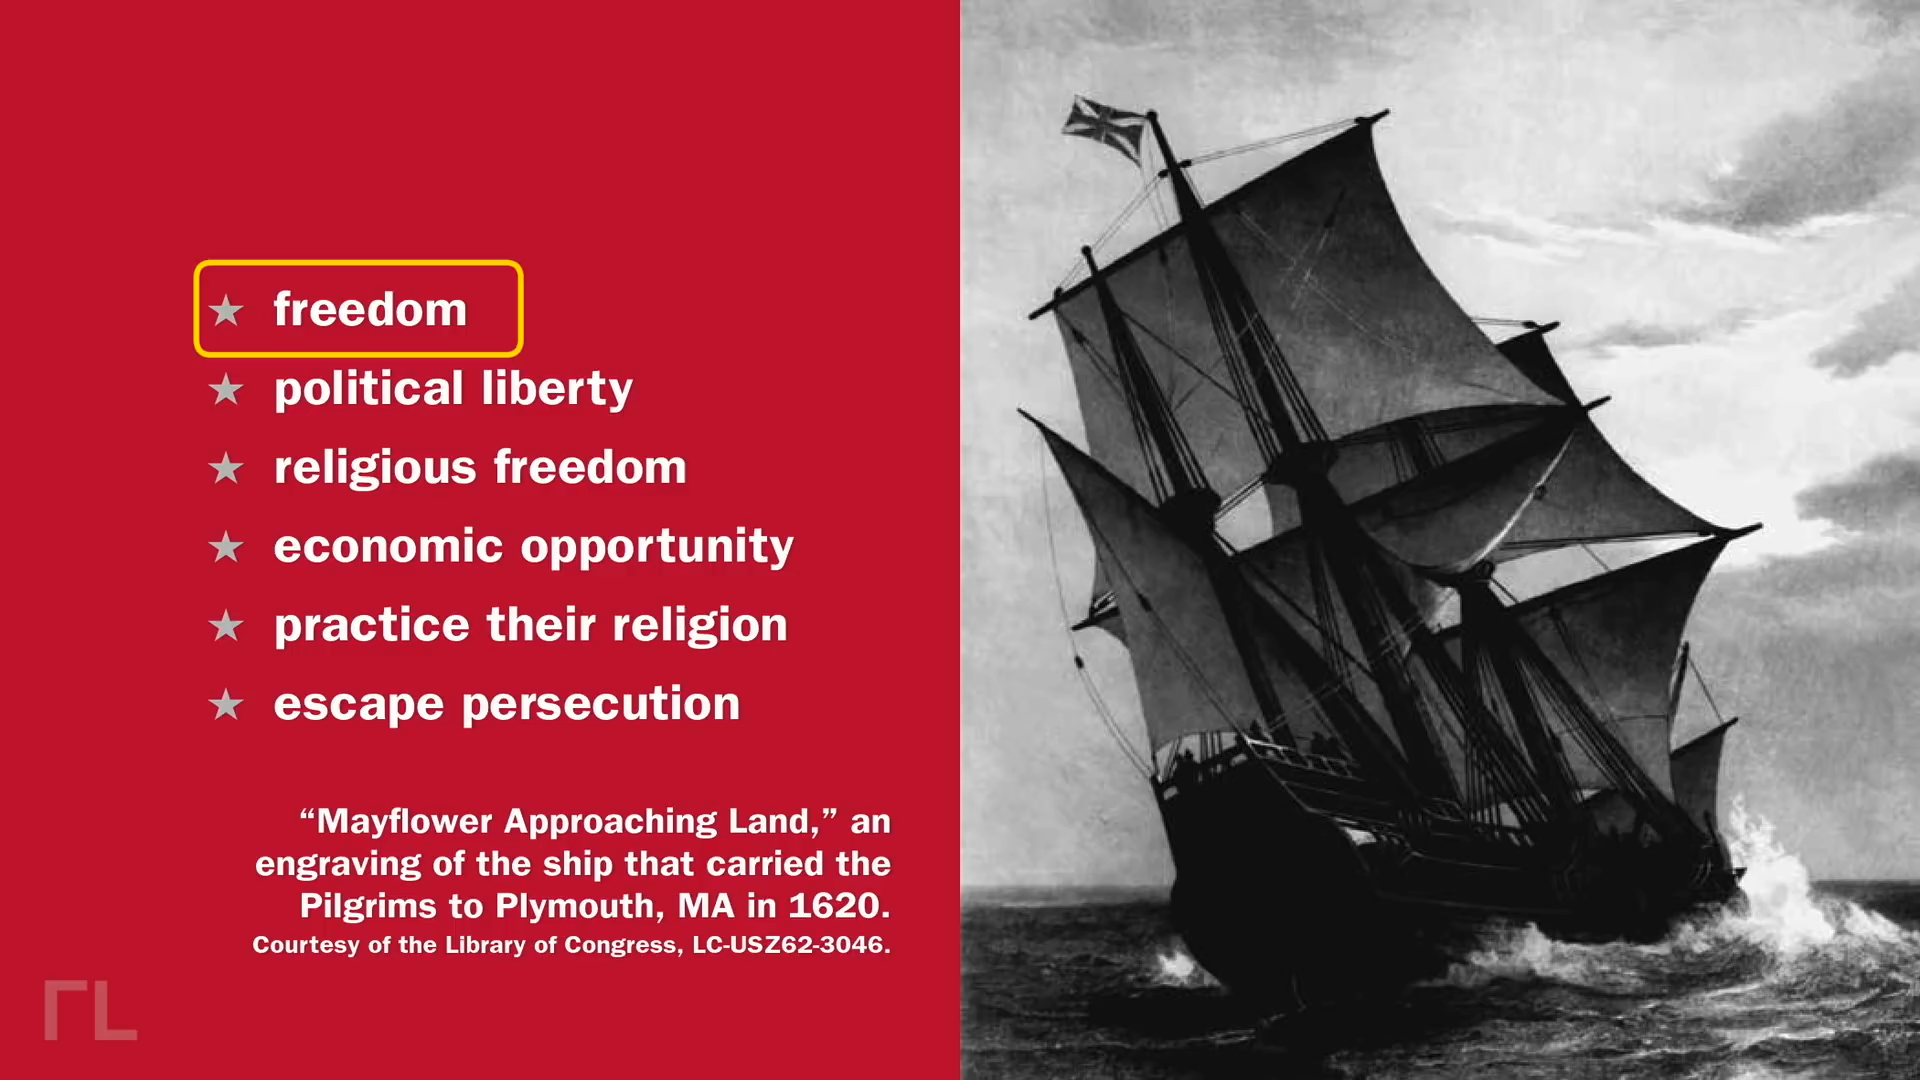 ★ freedom
★ political liberty
★ religious freedom
★ economic opportunity
★ practice their religion
★ escape persecution
“Mayflower Approaching Land,” an
engraving of the ship that carried the
Pilgrims to Plymouth, MA in 1620.
Courtesy of the Library of Congress, LC-USZ62-3046.